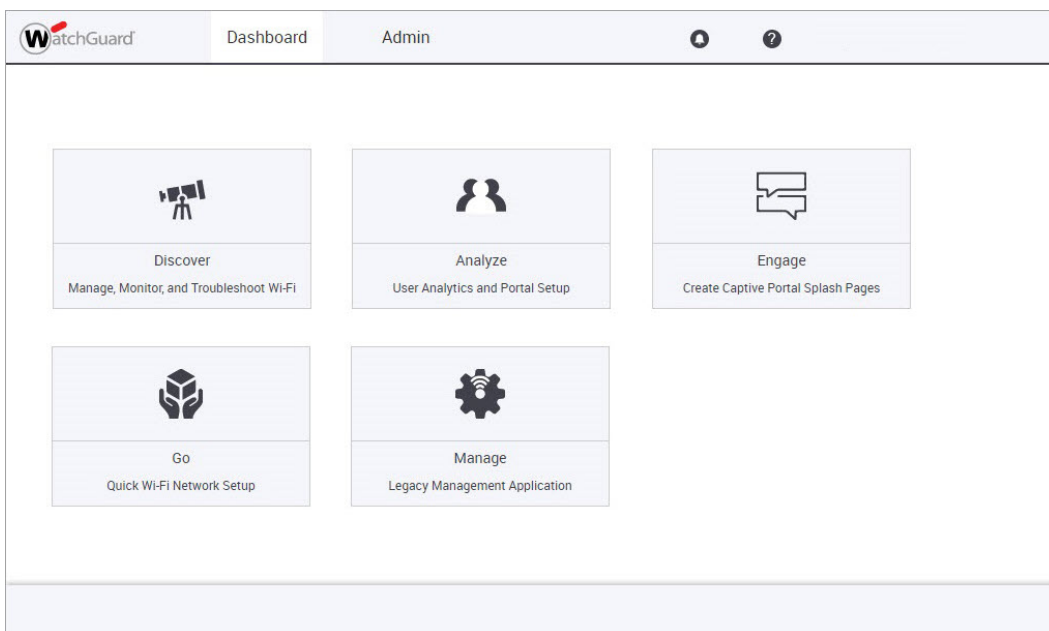 WatchGuard
Dashboard
Admin
Discover
Manage, Monitor, and Troubleshoot Wi-Fi
Analyze
User Analytics and Portal Setup
Engage
Create Captive Portal Splash Pages
Go
Quick Wi-Fi Network Setup
Manage
Legacy Management Application